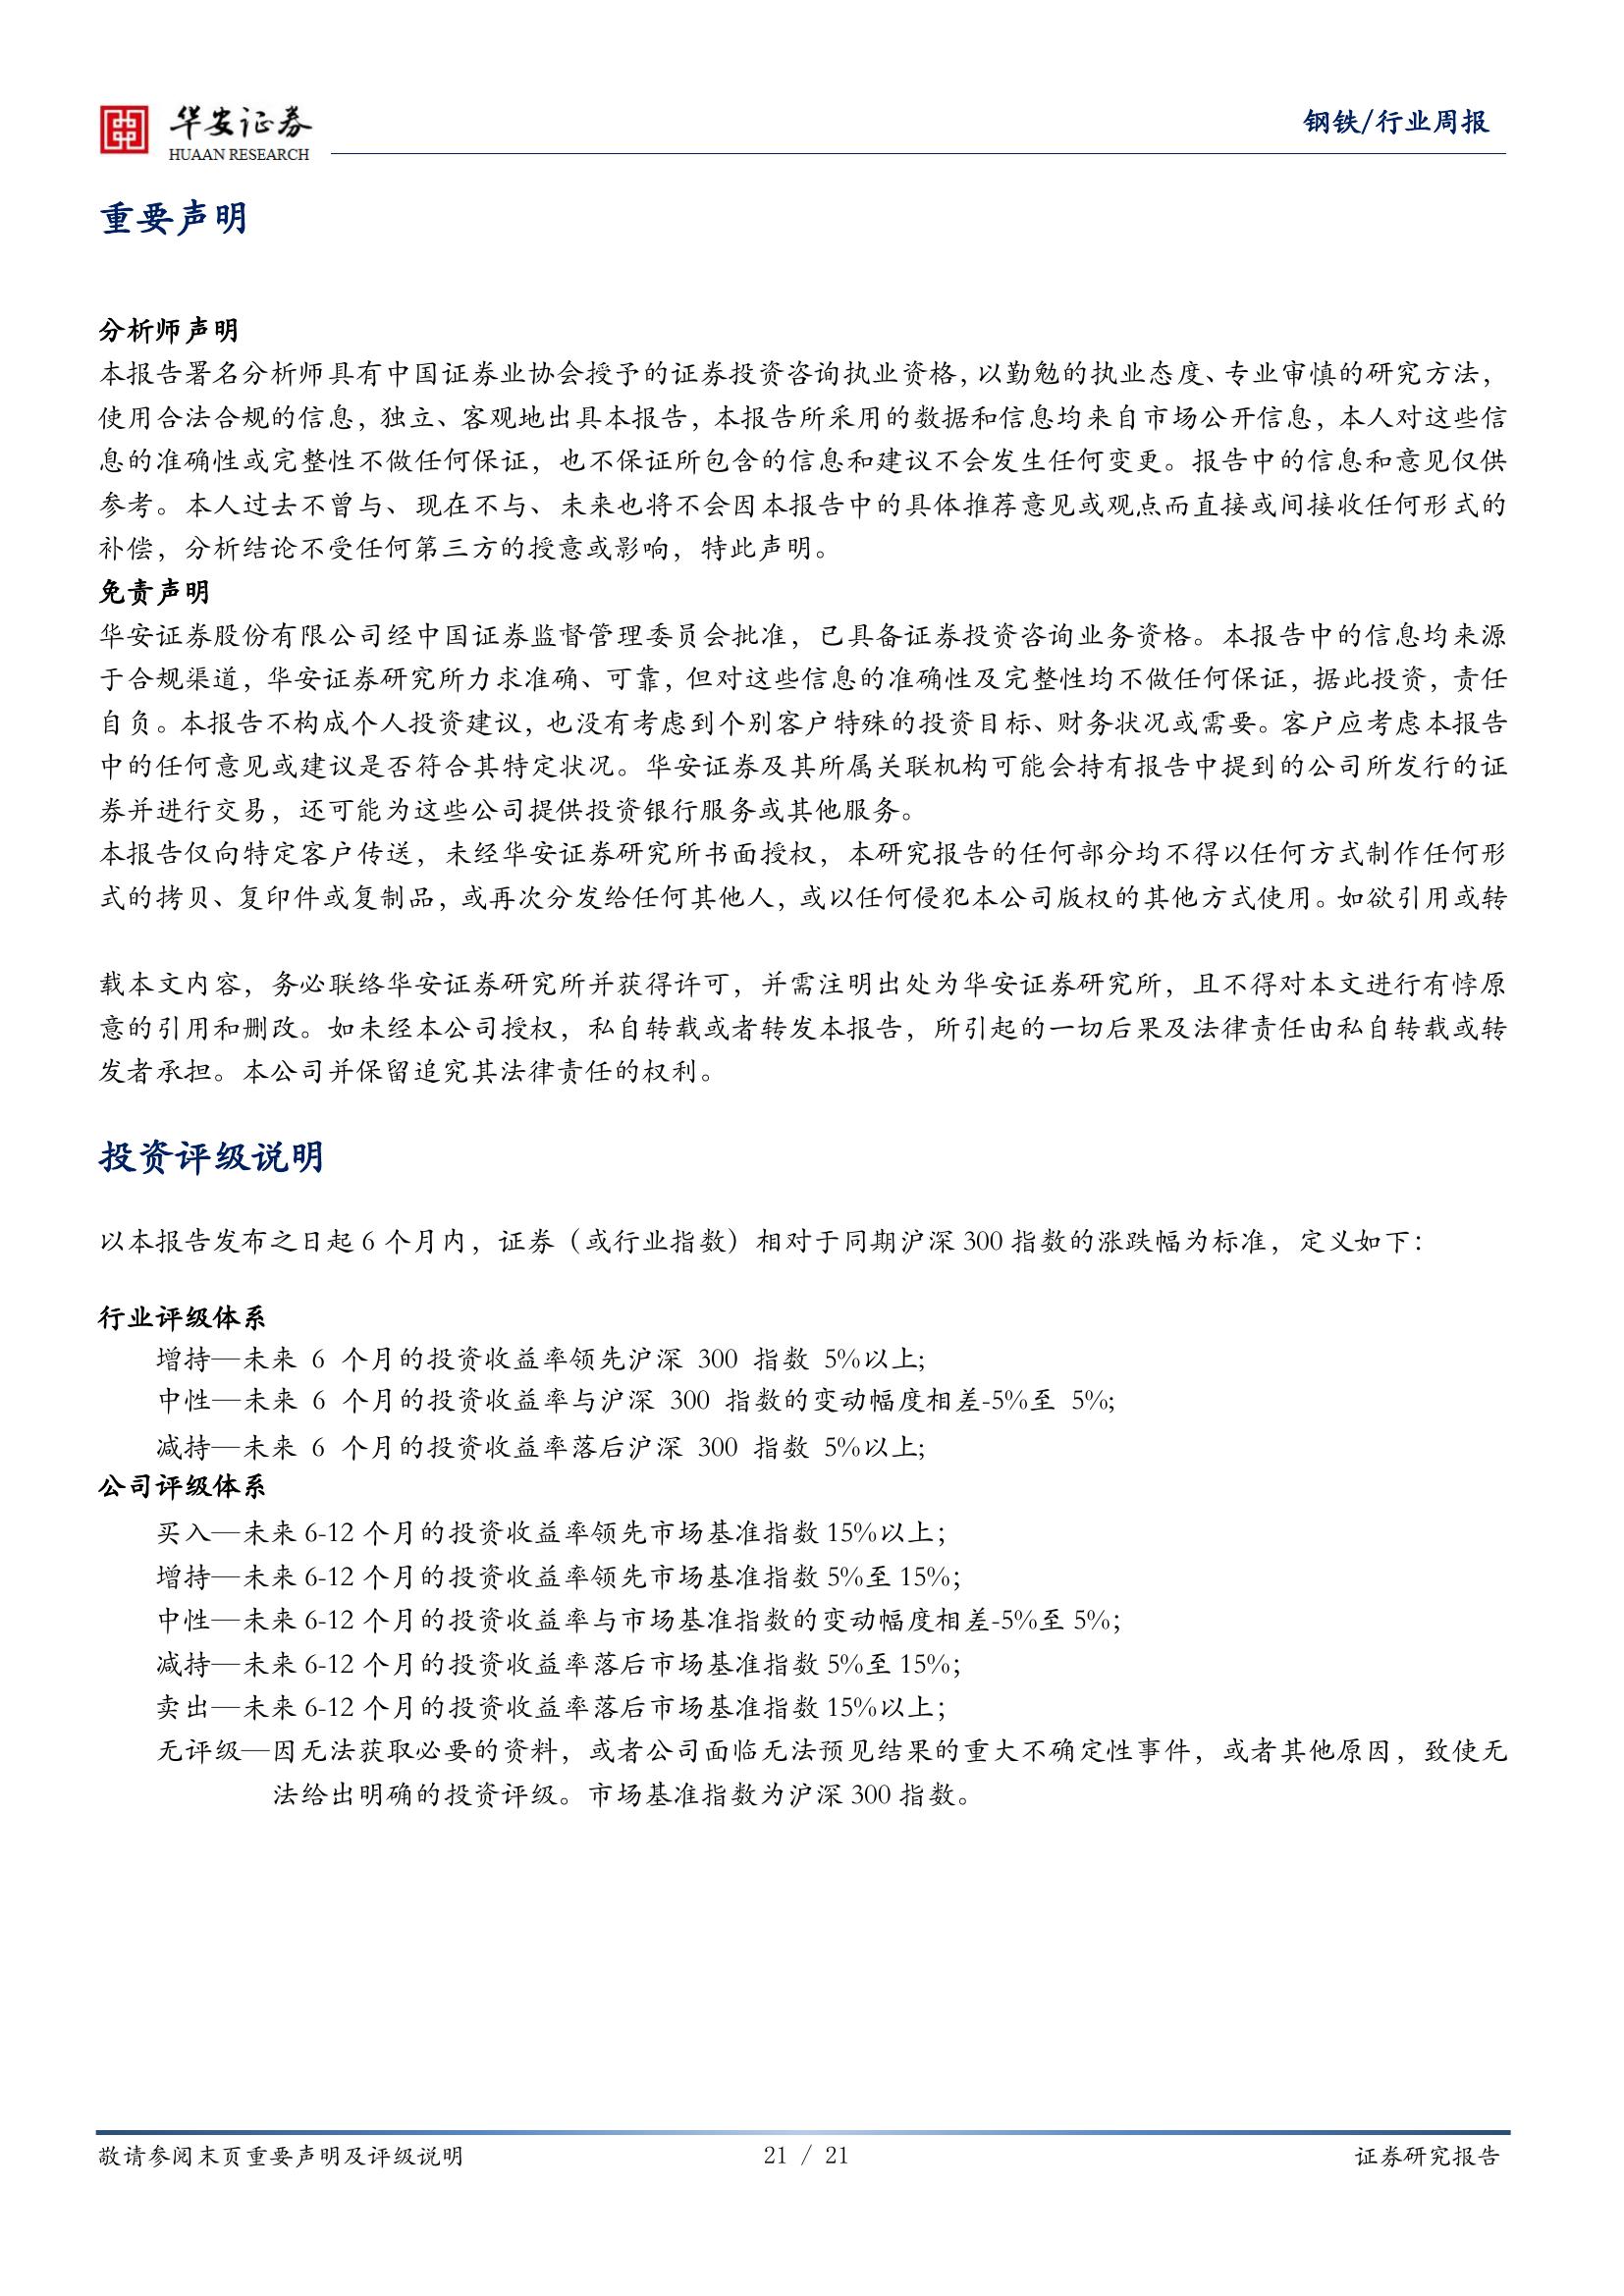 华安证券
HUAAN RESEARCH
钢铁/行业周报
重要声明
分析师声明
本报告署名分析师具有中国证券业协会授予的证券投资咨询执业资格，以勤勉的执业态度、专业审慎的研究方法，
使用合法合规的信息，独立、客观地出具本报告，本报告所采用的数据和信息均来自市场公开信息，本人对这些信
息的准确性或完整性不做任何保证，也不保证所包含的信息和建议不会发生任何变更。报告中的信息和意见仅供
参考。本人过去不曾与、现在不与、未来也将不会因本报告中的具体推荐意见或观点而直接或间接收任何形式的
补偿，分析结论不受任何第三方的授意或影响，特此声明。
免责声明
华安证券股份有限公司经中国证券监督管理委员会批准，已具备证券投资咨询业务资格。本报告中的信息均来源
于合规渠道，华安证券研究所力求准确、可靠，但对这些信息的准确性及完整性均不做任何保证，据此投资，责任
自负。本报告不构成个人投资建议，也没有考虑到个别客户特殊的投资目标、财务状况或需要。客户应考虑本报告
中的任何意见或建议是否符合其特定状况。华安证券及其所属关联机构可能会持有报告中提到的公司所发行的证
券并进行交易，还可能为这些公司提供投资银行服务或其他服务。
本报告仅向特定客户传送，未经华安证券研究所书面授权，本研究报告的任何部分均不得以任何方式制作任何形
式的拷贝、复印件或复制品，或再次分发给任何其他人，或以任何侵犯本公司版权的其他方式使用。如欲引用或转
载本文内容，务必联络华安证券研究所并获得许可，并需注明出处为华安证券研究所，且不得对本文进行有悖原
意的引用和删改。如未经本公司授权，私自转载或者转发本报告，所引起的一切后果及法律责任由私自转载或转
发者承担。本公司并保留追究其法律责任的权利。
投资评级说明
以本报告发布之日起 6 个月内，证券（或行业指数）相对于同期沪深 300 指数的涨跌幅为标准，定义如下：
行业评级体系
增持—未来 6 个月的投资收益率领先沪深 300 指数 5%以上;
中性—未来 6 个月的投资收益率与沪深 300 指数的变动幅度相差-5%至 5%;
减持—未来 6 个月的投资收益率落后沪深 300 指数 5%以上;
公司评级体系
买入—未来 6-12 个月的投资收益率领先市场基准指数 15%以上；
增持—未来 6-12 个月的投资收益率领先市场基准指数 5%至 15%；
中性—未来 6-12 个月的投资收益率与市场基准指数的变动幅度相差-5%至 5%；
减持—未来 6-12 个月的投资收益率落后市场基准指数 5%至 15%；
卖出—未来 6-12 个月的投资收益率落后市场基准指数 15%以上；
无评级—因无法获取必要的资料，或者公司面临无法预见结果的重大不确定性事件，或者其他原因，致使无
法给出明确的投资评级。市场基准指数为沪深 300 指数。
敬请参阅末页重要声明及评级说明
21 / 21
证券研究报告